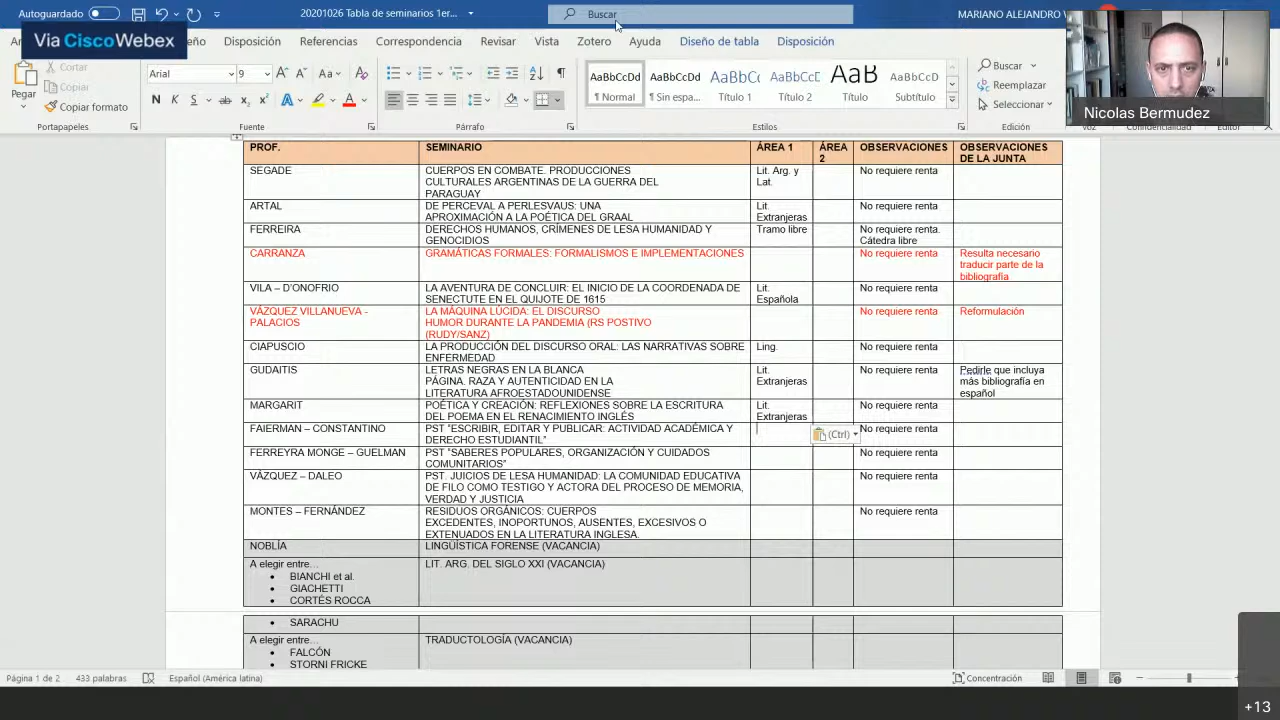 Autoguardado
20201026 Tabla de seminarios 1er...
Buscar
MARIANO ALEJANDRO
Vía CiscoWebex
Disposición
Referencias
Correspondencia
Revisar
Vista
Zotero
Ayuda
Diseño de tabla
Disposición
Pegar
Cortar
Copiar
Copiar formato
Portapapeles
Arial
9
N K S
Fuente
Párrafo
AaBbCcDd
¶ Normal
AaBbCcDd
¶ Sin espa...
AaBbC
Título 1
AaBbCcE
Título 2
AaB
Título
AaBbCcD
Subtítulo
Estilos
Buscar
Reemplazar
Seleccionar
Edición
Voz
Confidencialidad
Editor
Nicolas Bermudez
PROF. SEMINARIO ÁREA 1 ÁREA 2 OBSERVACIONES OBSERVACIONES DE LA JUNTA
SEGADE
CUERPOS EN COMBATE. PRODUCCIONES
CULTURALES ARGENTINAS DE LA GUERRA DEL
PARAGUAY
Lit. Arg. y
Lat.
No requiere renta
ARTAL
DE PERCEVAL A PERLESVAUS: UNA
APROXIMACIÓN A LA POÉTICA DEL GRAAL
Lit.
Extranjeras
No requiere renta
FERREIRA
DERECHOS HUMANOS, CRÍMENES DE LESA HUMANIDAD Y
GENOCIDIOS
Tramo libre
No requiere renta.
Cátedra libre
CARRANZA
GRAMÁTICAS FORMALES: FORMALISMOS E IMPLEMENTACIONES
No requiere renta
Resulta necesario
traducir parte de la
bibliografía
VILA – D'ONOFRIO
LA AVENTURA DE CONCLUIR: EL INICIO DE LA COORDENADA DE
SENECTUTE EN EL QUIJOTE DE 1615
Lit.
Española
No requiere renta
VÁZQUEZ VILLANUEVA -
PALACIOS
LA MÁQUINA LÚCIDA: EL DISCURSO
HUMOR DURANTE LA PANDEMIA (RS POSTIVO
(RUDY/SANZ)
No requiere renta
Reformulación
CIAPUSCIO
LA PRODUCCIÓN DEL DISCURSO ORAL: LAS NARRATIVAS SOBRE
ENFERMEDAD
Ling.
No requiere renta
GUDAITIS
LETRAS NEGRAS EN LA BLANCA
PÁGINA. RAZA Y AUTENTICIDAD EN LA
LITERATURA AFROESTADOUNIDENSE
Lit.
Extranjeras
No requiere renta
Pedirle que incluya
más bibliografía en
español
MARGARIT
POÉTICA Y CREACIÓN: REFLEXIONES SOBRE LA ESCRITURA
DEL POEMA EN EL RENACIMIENTO INGLÉS
Lit.
Extranjeras
No requiere renta
FAIERMAN – CONSTANTINO
PST "ESCRIBIR, EDITAR Y PUBLICAR: ACTIVIDAD ACADÉMICA Y
DERECHO ESTUDIANTIL"
(Ctrl)
No requiere renta
FERREYRA MONGE – GUELMAN
PST "SABERES POPULARES, ORGANIZACIÓN Y CUIDADOS
COMUNITARIOS"
No requiere renta
VÁZQUEZ – DALEO
PST. JUICIOS DE LESA HUMANIDAD: LA COMUNIDAD EDUCATIVA
DE FILO COMO TESTIGO Y ACTORA DEL PROCESO DE MEMORIA,
VERDAD Y JUSTICIA
No requiere renta
MONTES – FERNÁNDEZ
RESIDUOS ORGÁNICOS: CUERPOS
EXCEDENTES, INOPORTUNOS, AUSENTES, EXCESIVOS O
EXTENUADOS EN LA LITERATURA INGLESA.
No requiere renta
NOBLÍA
LINGÜÍSTICA FORENSE (VACANCIA)
A elegir entre...
• BIANCHI et al.
• GIACHETTI
• CORTÉS ROCCA
LIT. ARG. DEL SIGLO XXI (VACANCIA)
• SARACHU
A elegir entre...
• FALCÓN
• STORNI FRICKE
TRADUCTOLOGÍA (VACANCIA)
Página 1 de 2
433 palabras
Español (América latina)
Concentración
+13